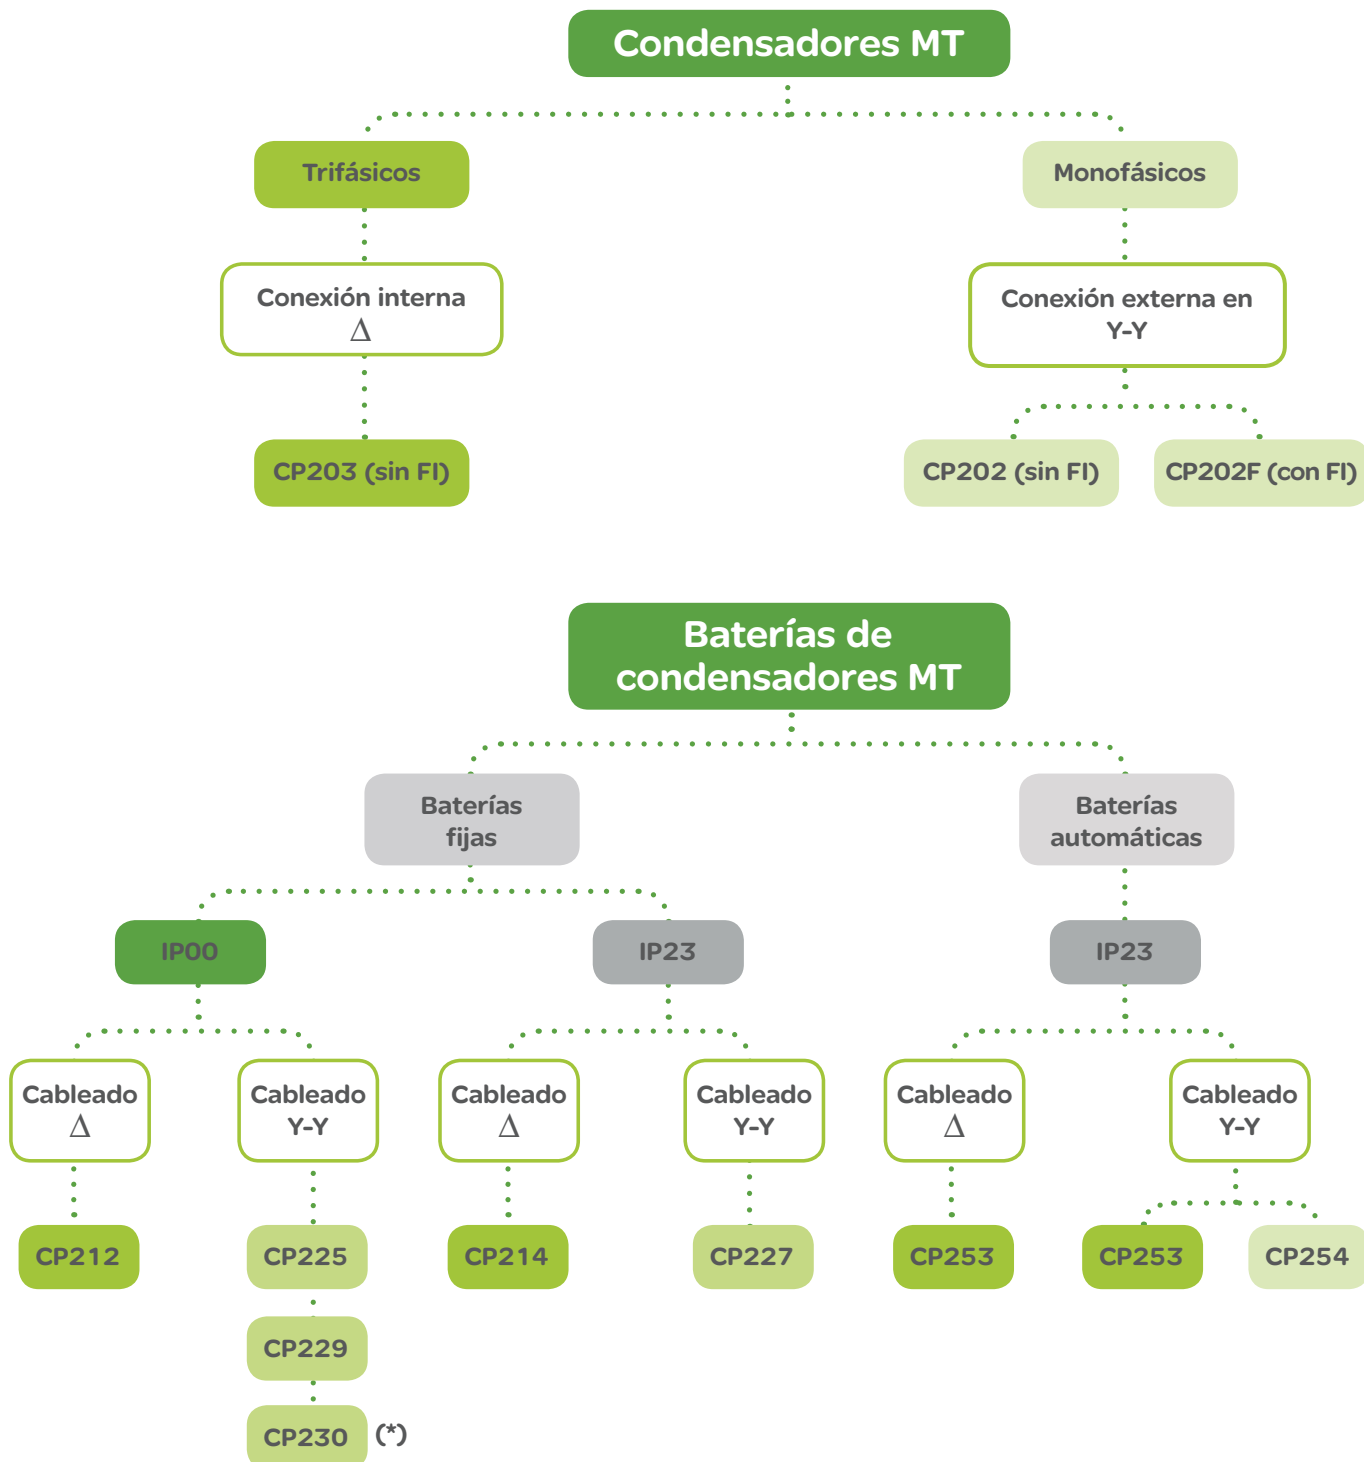 Condensadores MT
Trifásicos
Monofásicos
Conexión interna
Δ
Conexión externa en
Y-Y
CP203 (sin FI)
CP202 (sin FI)
CP202F (con FI)
Baterías de
condensadores MT
Baterías
fijas
Baterías
automáticas
IP00
IP23
IP23
Cableado
Δ
Cableado
Y-Y
Cableado
Δ
Cableado
Y-Y
Cableado
Δ
Cableado
Y-Y
CP212
CP225
CP214
CP227
CP253
CP253
CP254
CP229
CP230 (*)